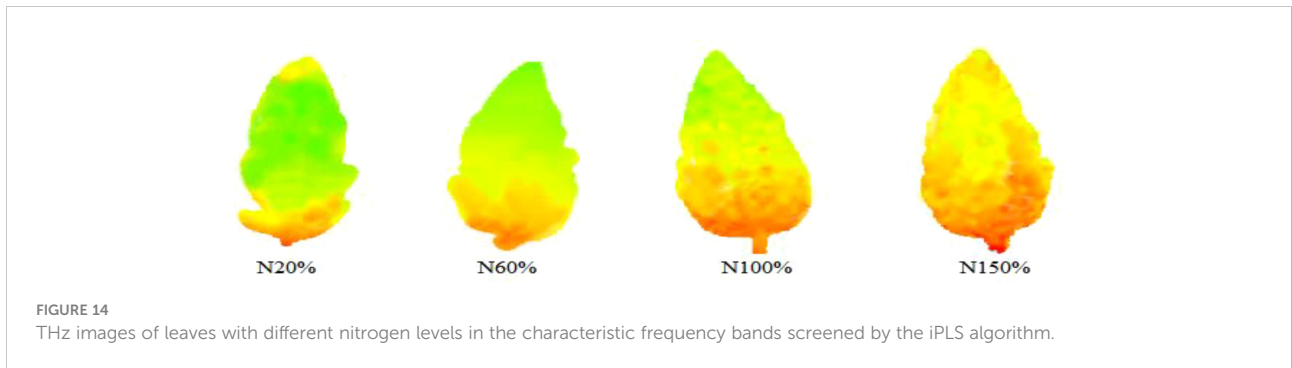 N20% N60% N100% N150%
FIGURE 14
THz images of leaves with different nitrogen levels in the characteristic frequency bands screened by the iPLS algorithm.